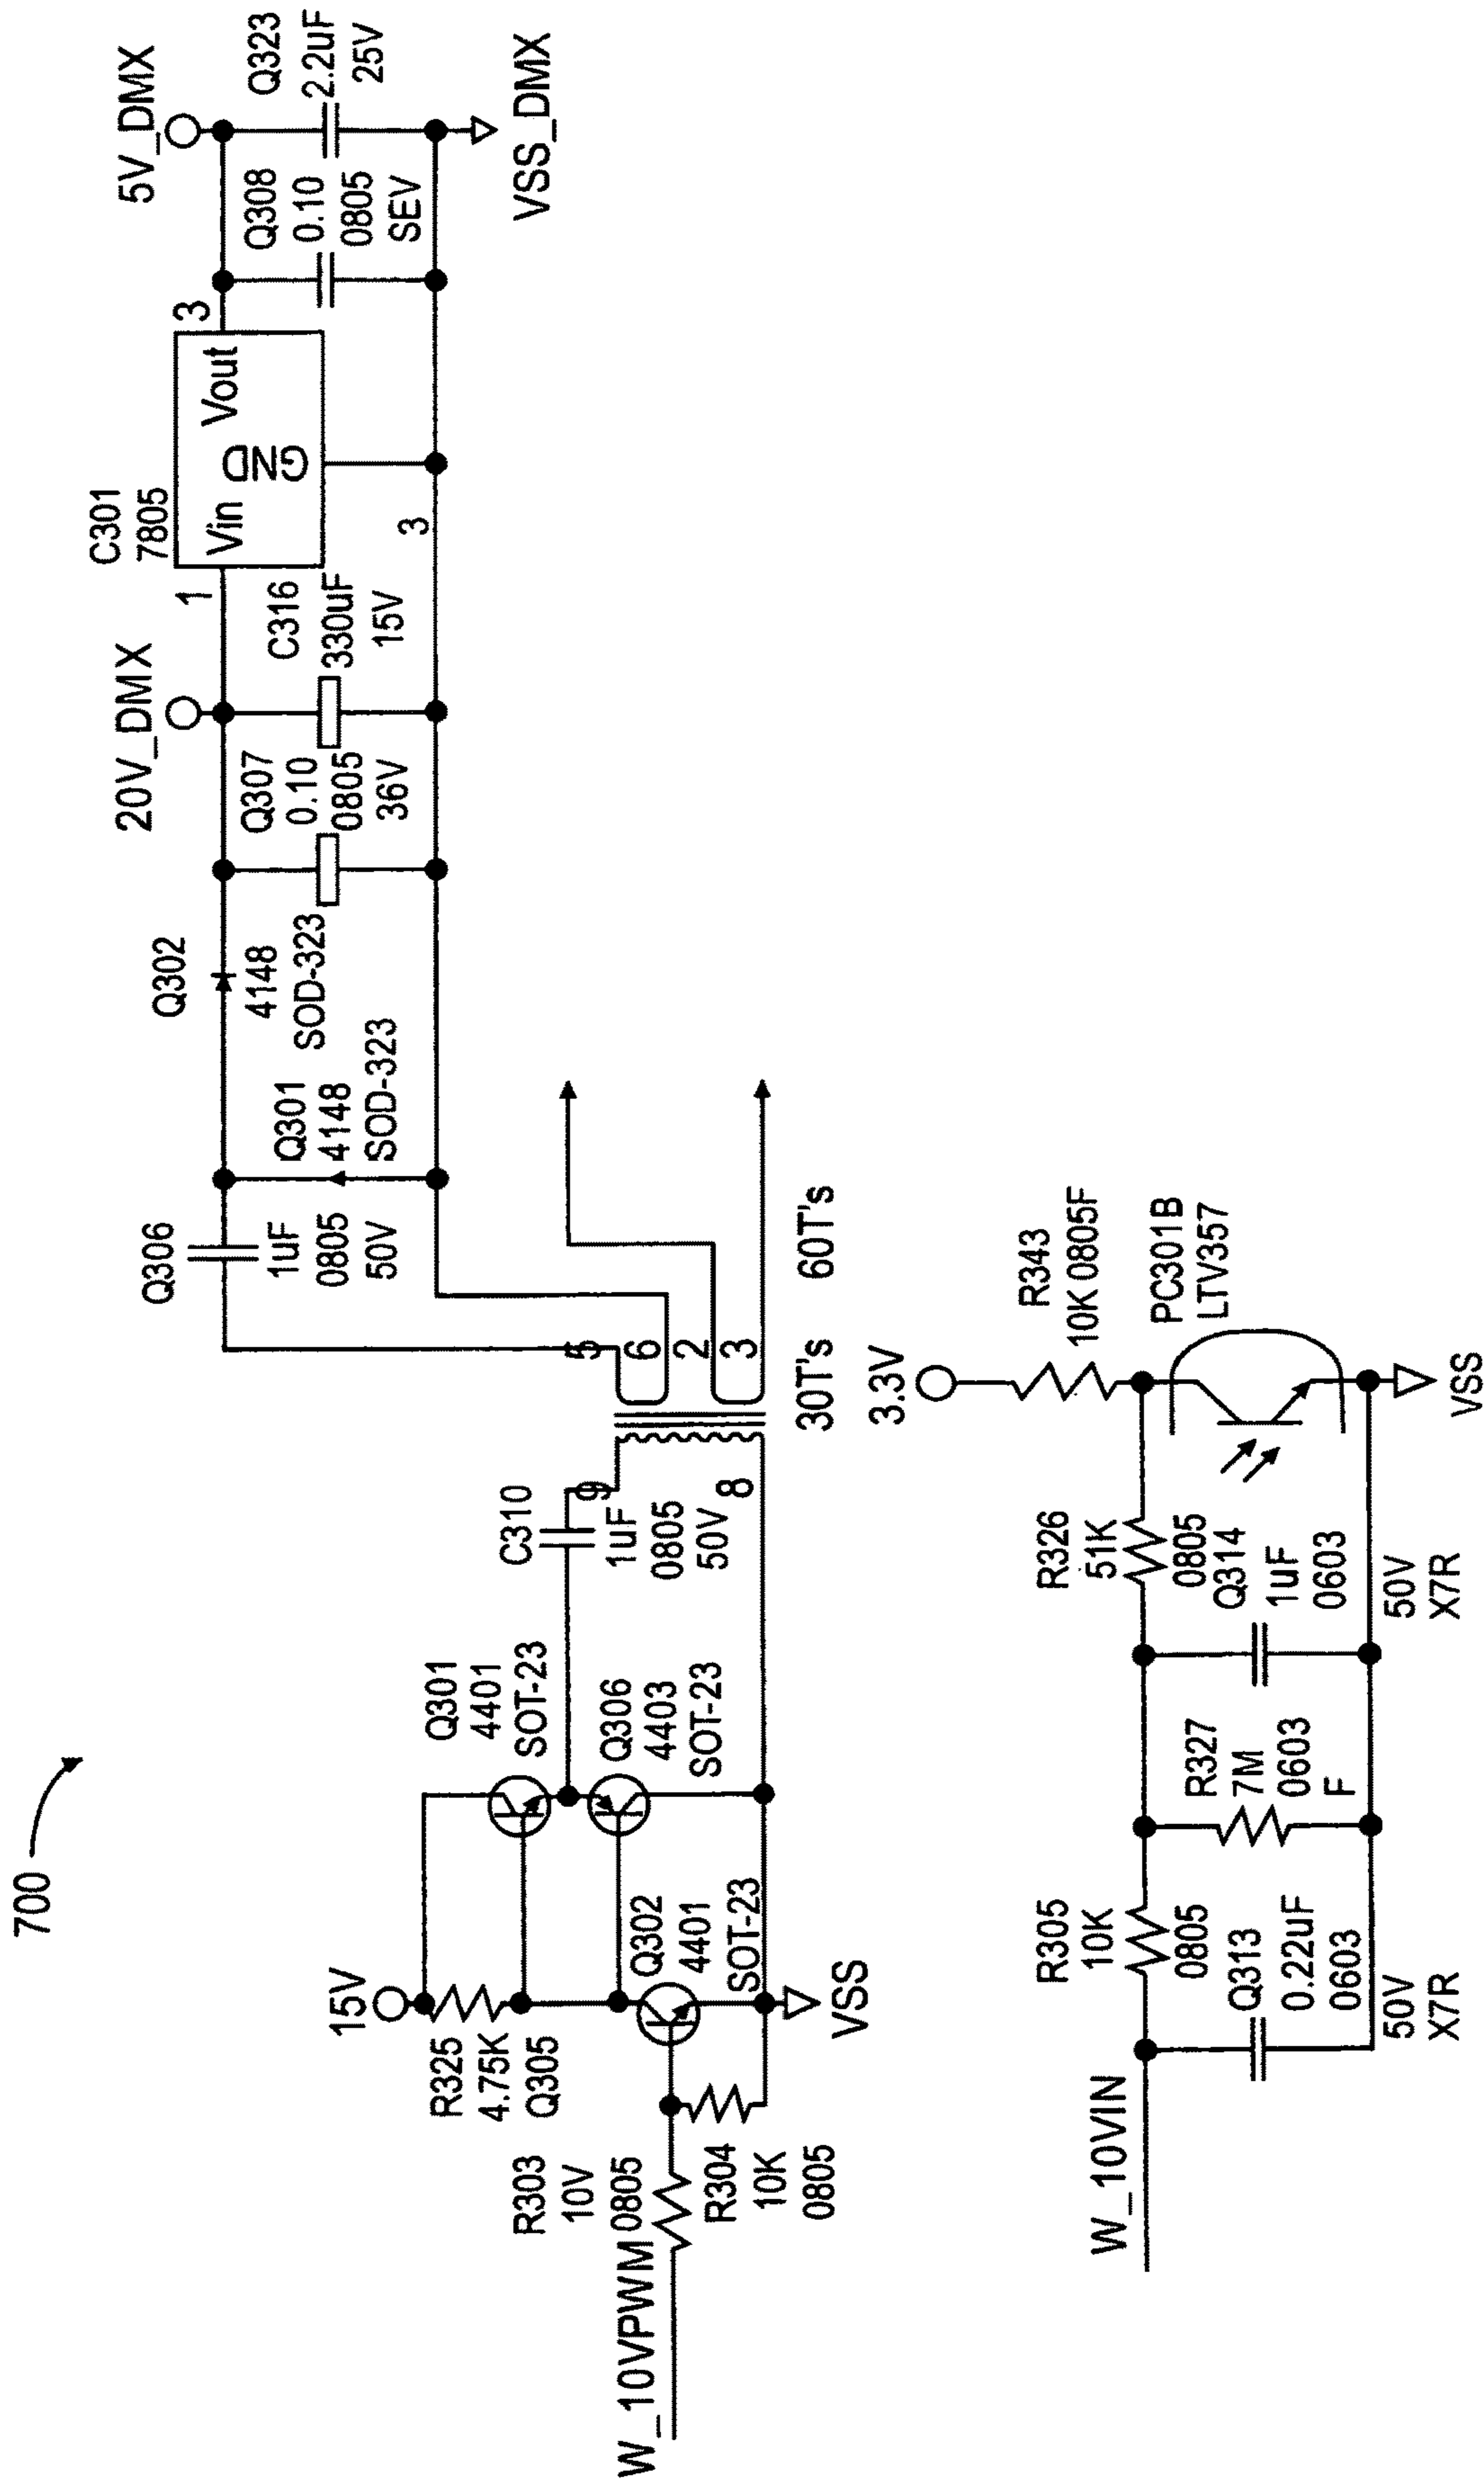 700
5V_DMX
Q323
2.2uF
25V
Q308
0.10
0805
SEV
VSS_DMX
C301
7805
Vin
Vout
GND
1
3
3
20V_DMX
C316
330uF
15V
Q307
0.10
0805
36V
Q302
4148
SOD-323
Q301
4148
SOD-323
Q306
1uF
0805
50V
5
6
2
3
60T's
30T's
9
8
C310
1uF
0805
50V
Q301
4401
SOT-23
Q306
4403
SOT-23
Q302
4401
SOT-23
15V
R325
4.75K
Q305
VSS
R303
10V
0805
R304
10K
0805
W_10VPWM
3.3V
R343
10K 0805F
PC301B
LTV357
VSS
R326
51K
0805
Q314
1uF
0603
50V
X7R
R327
7M
0603
F
R305
10K
0805
Q313
0.22uF
0603
50V
X7R
W_10VIN